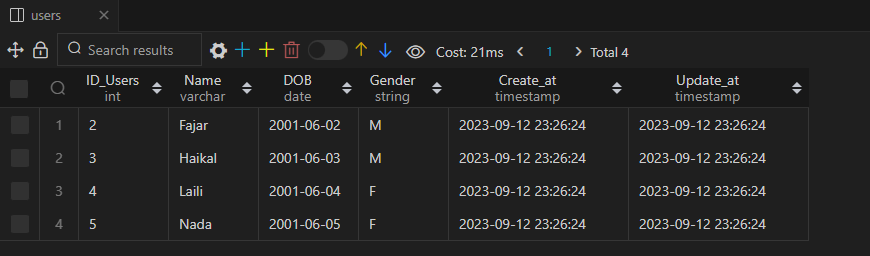 users
Search results Cost: 21ms 1 Total 4
ID_Users Name DOB Gender Create_at Update_at
int varchar date string timestamp timestamp
1 2 Fajar 2001-06-02 M 2023-09-12 23:26:24 2023-09-12 23:26:24
2 3 Haikal 2001-06-03 M 2023-09-12 23:26:24 2023-09-12 23:26:24
3 4 Laili 2001-06-04 F 2023-09-12 23:26:24 2023-09-12 23:26:24
4 5 Nada 2001-06-05 F 2023-09-12 23:26:24 2023-09-12 23:26:24